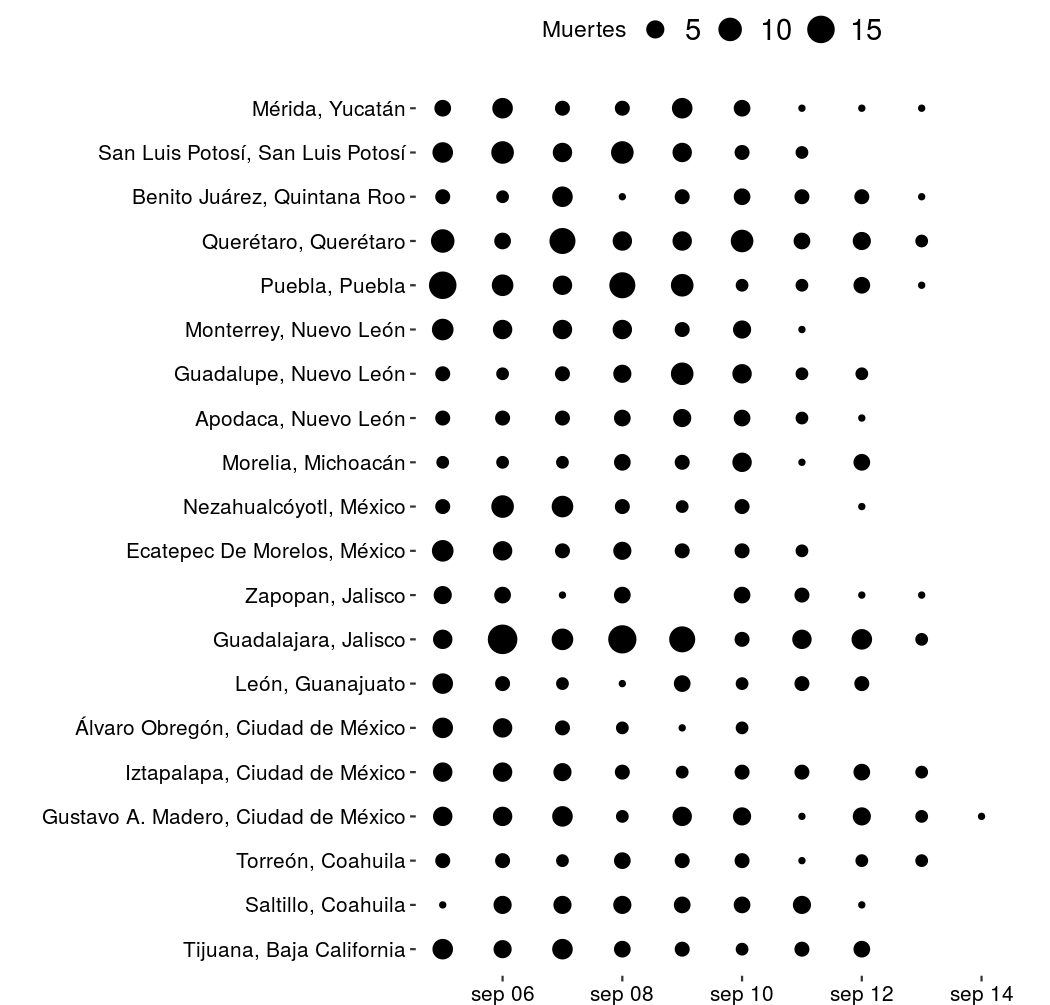 Muertes 5 10 15
Mérida, Yucatán
San Luis Potosí, San Luis Potosí
Benito Juárez, Quintana Roo
Querétaro, Querétaro
Puebla, Puebla
Monterrey, Nuevo León
Guadalupe, Nuevo León
Apodaca, Nuevo León
Morelia, Michoacán
Nezahualcóyotl, México
Ecatepec De Morelos, México
Zapopan, Jalisco
Guadalajara, Jalisco
León, Guanajuato
Álvaro Obregón, Ciudad de México
Iztapalapa, Ciudad de México
Gustavo A. Madero, Ciudad de México
Torreón, Coahuila
Saltillo, Coahuila
Tijuana, Baja California
sep 06 sep 08 sep 10 sep 12 sep 14